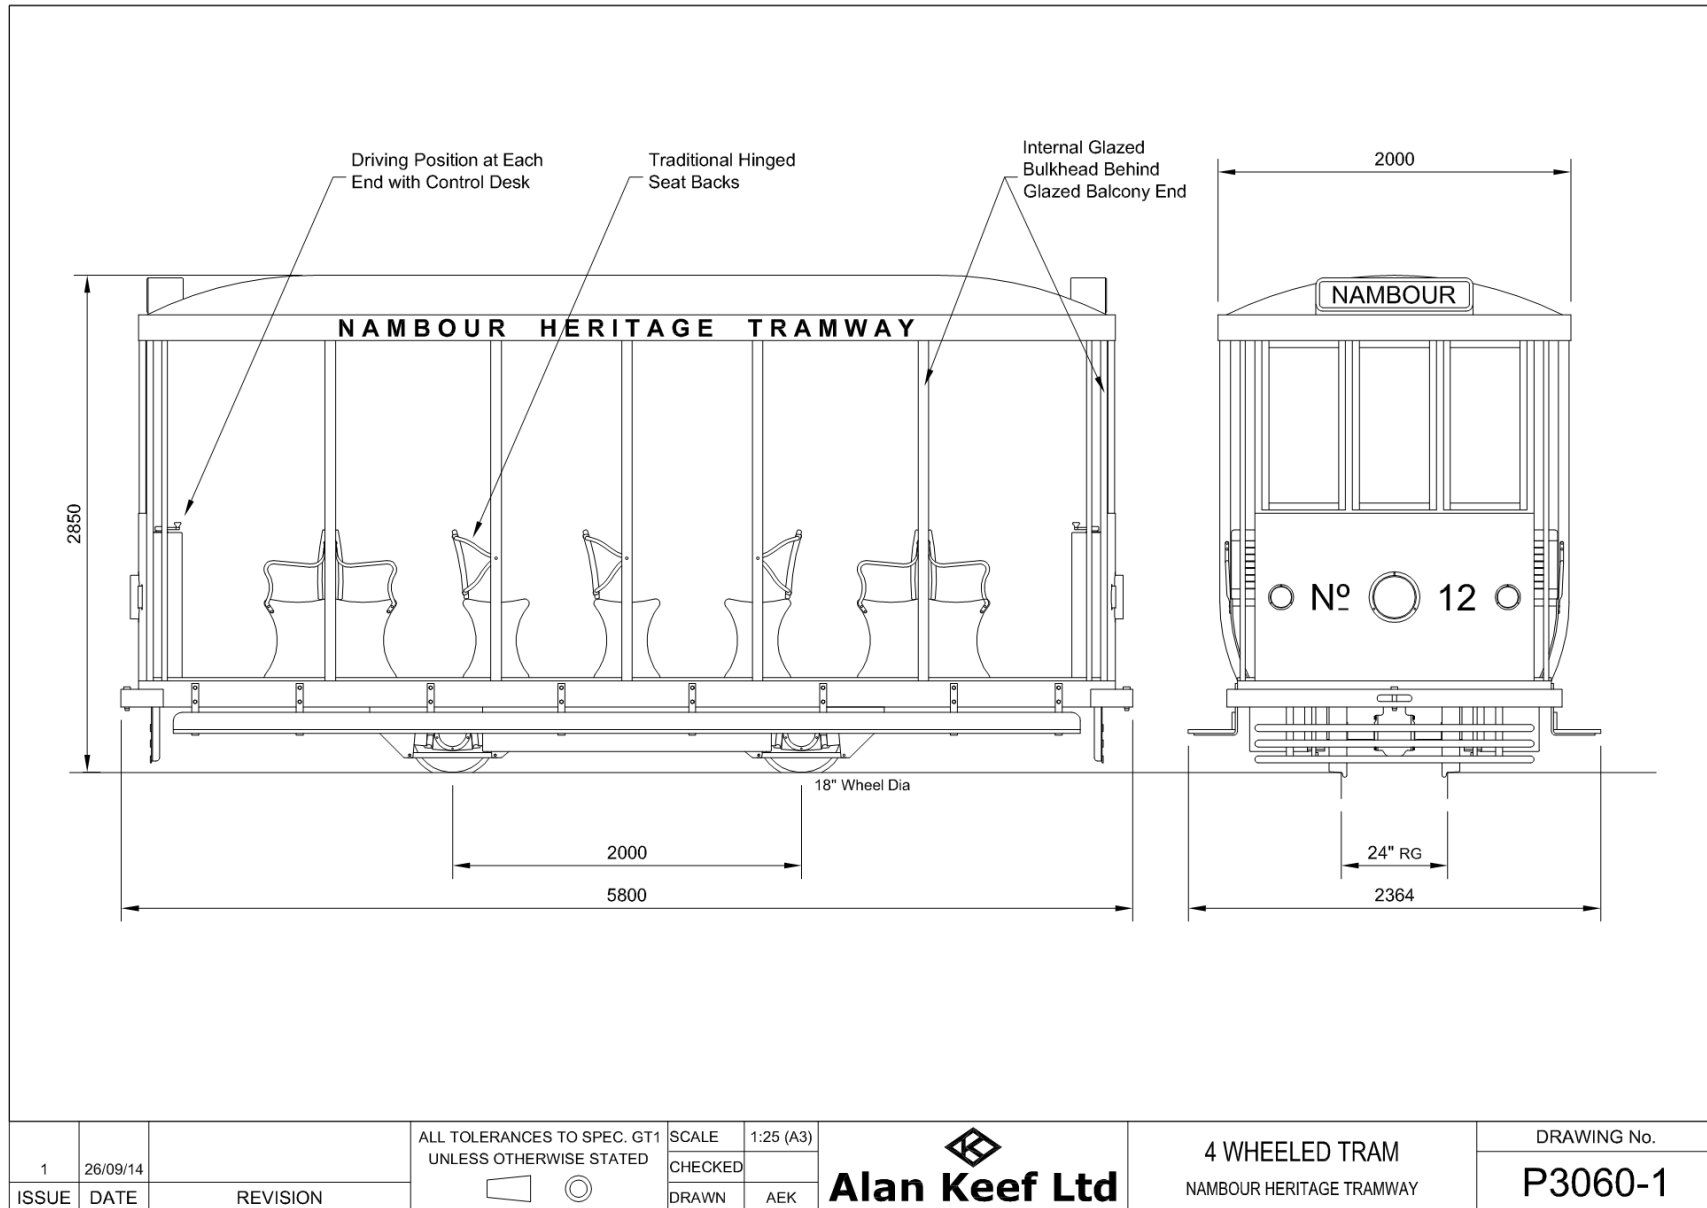 Driving Position at Each
End with Control Desk
Traditional Hinged
Seat Backs
Internal Glazed
Bulkhead Behind
Glazed Balcony End
2000
NAMBOUR
NAMBOUR HERITAGE TRAMWAY
2850
Nº 12
18" Wheel Dia
2000
24" RG
5800
2364
ALL TOLERANCES TO SPEC. GT1
UNLESS OTHERWISE STATED
SCALE 1:25 (A3)
CHECKED
DRAWN AEK
1 26/09/14
ISSUE DATE REVISION
Alan Keef Ltd
4 WHEELED TRAM
NAMBOUR HERITAGE TRAMWAY
DRAWING No.
P3060-1